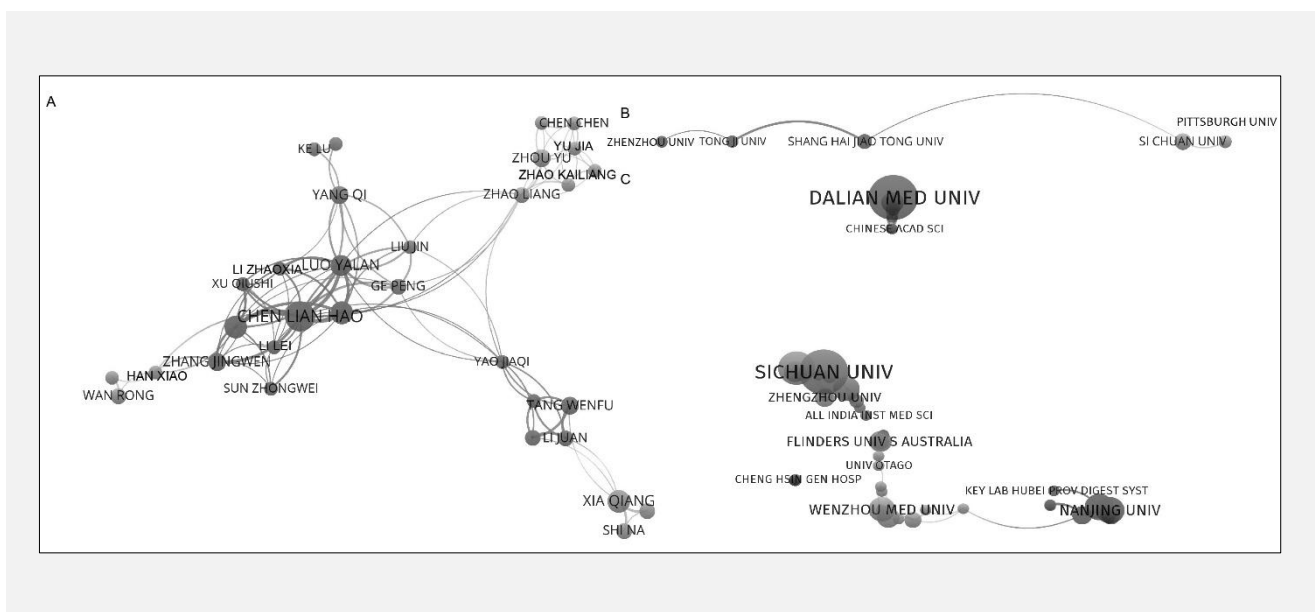 A
CHEN CHEN
KE LU
YU JIA
ZHOU YU
ZHAO KAILIANG
YANG QI
ZHAO LIANG
LIU JIN
LI ZHAOXIA
LUO YALAN
XU QIUSHI
GE PENG
CHEN LIAN HAO
LI LEI
ZHANG JINGWEN
YAO JIAQI
HAN XIAO
SUN ZHONGWEI
WAN RONG
TANG WENFU
LI JUAN
XIA QIANG
SHI NA
B
PITTSBURGH UNIV
ZHENZHOU UNIV
TONG JI UNIV
SHANG HAI JIAO TONG UNIV
SI CHUAN UNIV
C
DALIAN MED UNIV
CHINESE ACAD SCI
SICHUAN UNIV
ZHENGZHOU UNIV
ALL INDIA INST MED SCI
FLINDERS UNIV S AUSTRALIA
UNIV OTAGO
CHENG HSIN GEN HOSP
KEY LAB HUBEI PROV DIGEST SYST
WENZHOU MED UNIV
NANJING UNIV